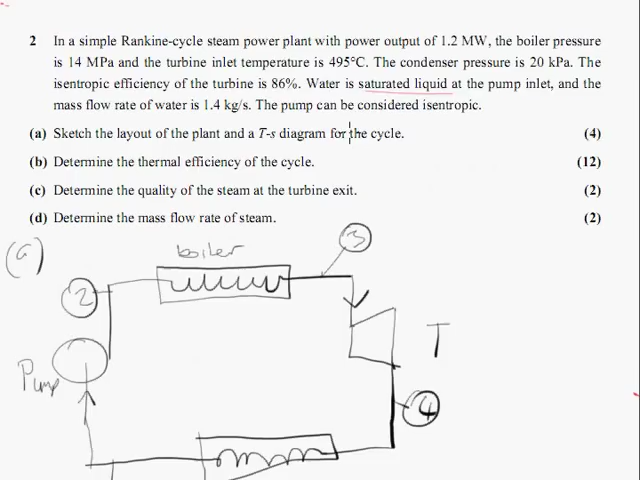 2 In a simple Rankine-cycle steam power plant with power output of 1.2 MW, the boiler pressure
is 14 MPa and the turbine inlet temperature is 495°C. The condenser pressure is 20 kPa. The
isentropic efficiency of the turbine is 86%. Water is saturated liquid at the pump inlet, and the
mass flow rate of water is 1.4 kg/s. The pump can be considered isentropic.
(a) Sketch the layout of the plant and a T-s diagram for the cycle. (4)
(b) Determine the thermal efficiency of the cycle. (12)
(c) Determine the quality of the steam at the turbine exit. (2)
(d) Determine the mass flow rate of steam. (2)
(a)
boiler
3
2
T
Pump
4